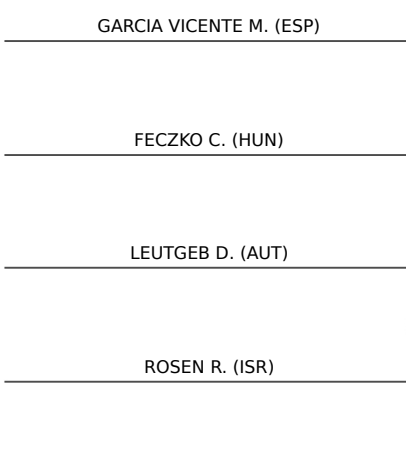 GARCIA VICENTE M. (ESP)
FECZKO C. (HUN)
LEUTGEB D. (AUT)
ROSEN R. (ISR)